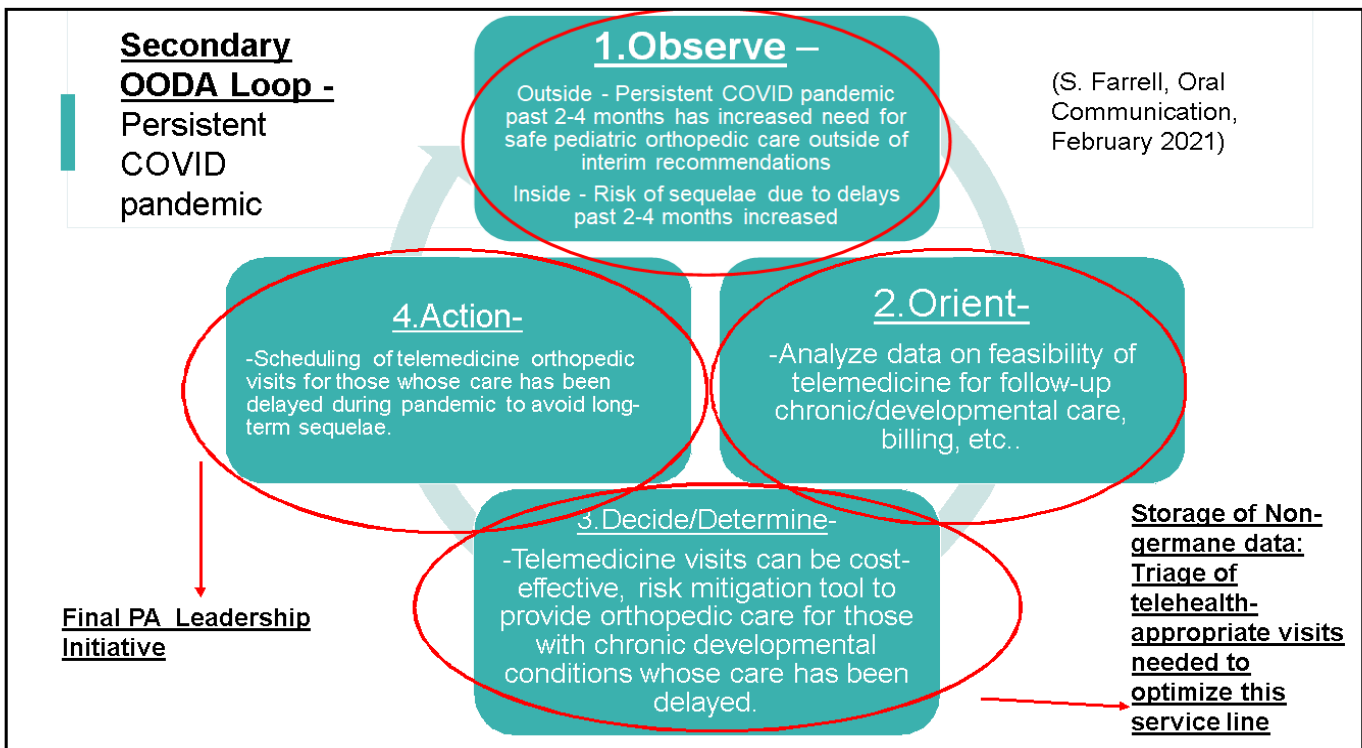 Secondary
OODA Loop -
Persistent
COVID
pandemic
1.Observe –
Outside - Persistent COVID pandemic
past 2-4 months has increased need for
safe pediatric orthopedic care outside of
interim recommendations
Inside - Risk of sequelae due to delays
past 2-4 months increased
(S. Farrell, Oral
Communication,
February 2021)
2.Orient-
-Analyze data on feasibility of
telemedicine for follow-up
chronic/developmental care,
billing, etc..
3.Decide/Determine-
-Telemedicine visits can be cost-
effective, risk mitigation tool to
provide orthopedic care for those
with chronic developmental
conditions whose care has been
delayed.
4.Action-
-Scheduling of telemedicine orthopedic
visits for those whose care has been
delayed during pandemic to avoid long-
term sequelae.
Final PA Leadership
Initiative
Storage of Non-
germane data:
Triage of
telehealth-
appropriate visits
needed to
optimize this
service line